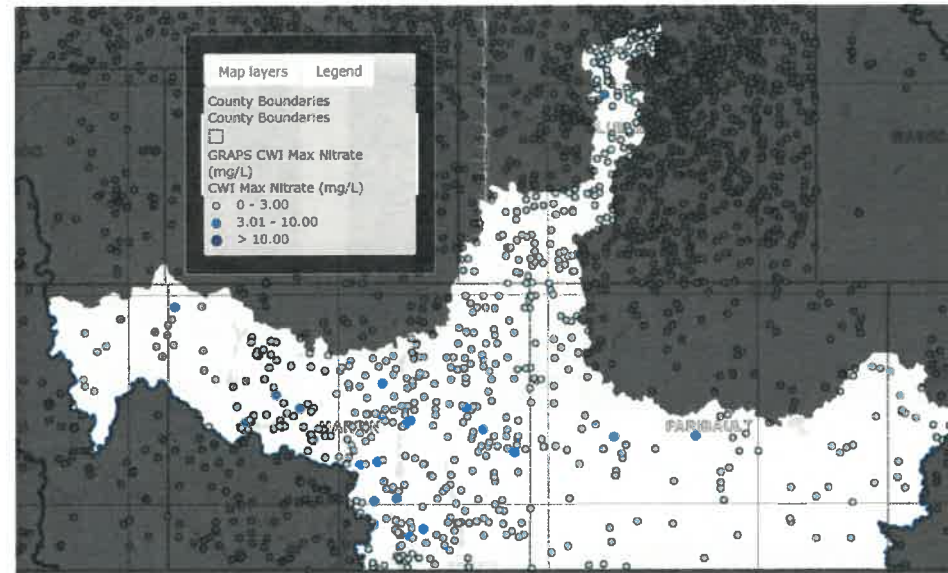 Map layers Legend
County Boundaries
County Boundaries
GRAPS CWI Max Nitrate
(mg/L)
CWI Max Nitrate (mg/L)
0 - 3.00
3.01 - 10.00
> 10.00
MARTIN
FARIBAULT